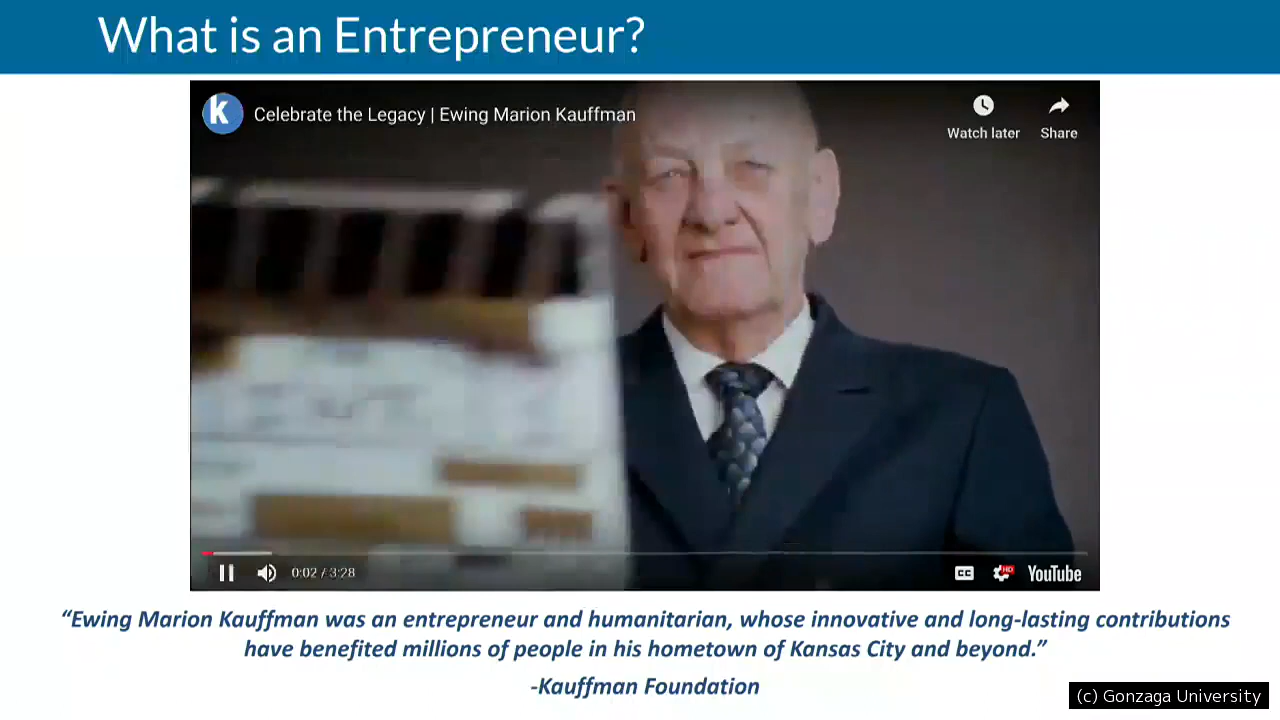 What is an Entrepreneur?
k
Celebrate the Legacy | Ewing Marion Kauffman
Watch later
Share
0:02 / 3:28
CC
HD
YouTube
“Ewing Marion Kauffman was an entrepreneur and humanitarian, whose innovative and long-lasting contributions
have benefited millions of people in his hometown of Kansas City and beyond.”
-Kauffman Foundation
(c) Gonzaga University